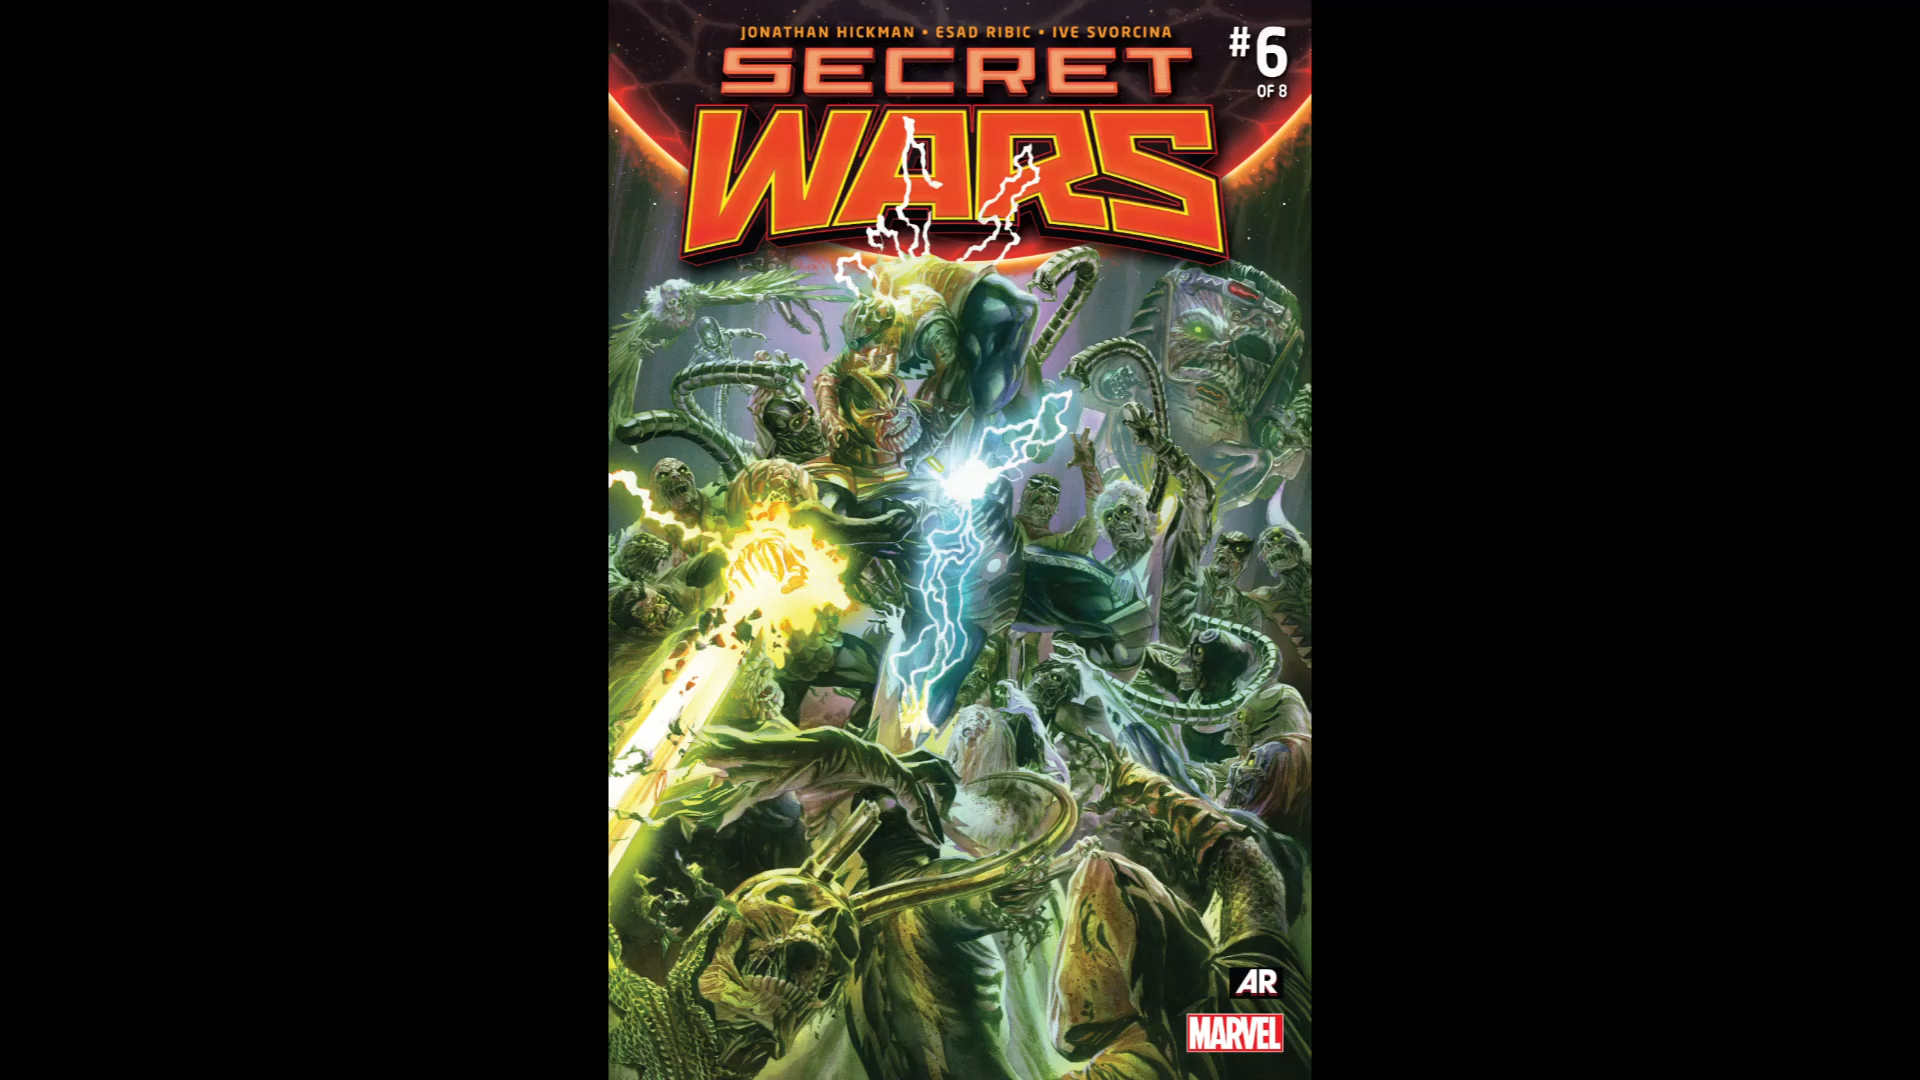 JONATHAN HICKMAN • ESAD RIBIC • IVE SVORCINA
SECRET
WARS
#6
OF 8
AR
MARVEL